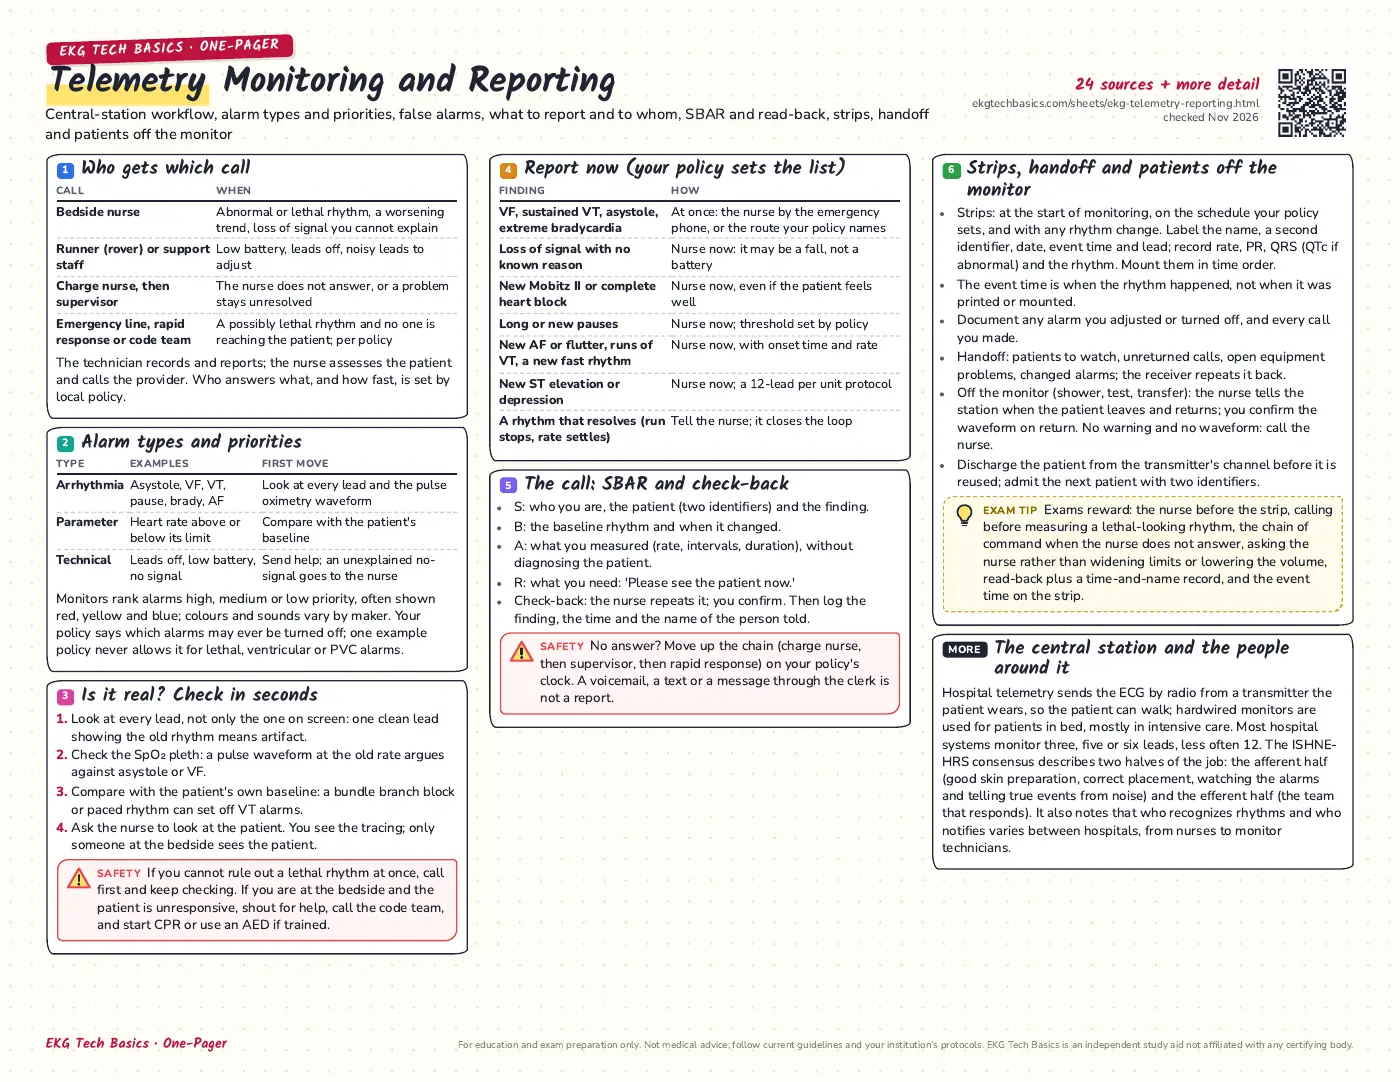 EKG TECH BASICS · ONE-PAGER
Telemetry Monitoring and Reporting
Central-station workflow, alarm types and priorities, false alarms, what to report and to whom, SBAR and read-back, strips, handoff
and patients off the monitor
24 sources + more detail
ekgtechbasics.com/sheets/ekg-telemetry-reporting.html
checked Nov 2026
1 Who gets which call
CALL WHEN
Bedside nurse Abnormal or lethal rhythm, a worsening
trend, loss of signal you cannot explain
Runner (rover) or support Low battery, leads off, noisy leads to
staff adjust
Charge nurse, then The nurse does not answer, or a problem
supervisor stays unresolved
Emergency line, rapid A possibly lethal rhythm and no one is
response or code team reaching the patient; per policy
The technician records and reports; the nurse assesses the patient
and calls the provider. Who answers what, and how fast, is set by
local policy.
2 Alarm types and priorities
TYPE EXAMPLES FIRST MOVE
Arrhythmia Asystole, VF, VT, Look at every lead and the pulse
pause, brady, AF oximetry waveform
Parameter Heart rate above or Compare with the patient's
below its limit baseline
Technical Leads off, low battery, Send help; an unexplained no-
no signal signal goes to the nurse
Monitors rank alarms high, medium or low priority, often shown
red, yellow and blue; colours and sounds vary by maker. Your
policy says which alarms may ever be turned off; one example
policy never allows it for lethal, ventricular or PVC alarms.
3 Is it real? Check in seconds
1. Look at every lead, not only the one on screen: one clean lead
showing the old rhythm means artifact.
2. Check the SpO₂ pleth: a pulse waveform at the old rate argues
against asystole or VF.
3. Compare with the patient's own baseline: a bundle branch block
or paced rhythm can set off VT alarms.
4. Ask the nurse to look at the patient. You see the tracing; only
someone at the bedside sees the patient.
SAFETY If you cannot rule out a lethal rhythm at once, call
first and keep checking. If you are at the bedside and the
patient is unresponsive, shout for help, call the code team,
and start CPR or use an AED if trained.
4 Report now (your policy sets the list)
FINDING HOW
VF, sustained VT, asystole, At once: the nurse by the emergency
extreme bradycardia phone, or the route your policy names
Loss of signal with no Nurse now: it may be a fall, not a
known reason battery
New Mobitz II or complete Nurse now, even if the patient feels
heart block well
Long or new pauses Nurse now; threshold set by policy
New AF or flutter, runs of Nurse now, with onset time and rate
VT, a new fast rhythm
New ST elevation or Nurse now; a 12-lead per unit protocol
depression
A rhythm that resolves (run Tell the nurse; it closes the loop
stops, rate settles)
5 The call: SBAR and check-back
• S: who you are, the patient (two identifiers) and the finding.
• B: the baseline rhythm and when it changed.
• A: what you measured (rate, intervals, duration), without
diagnosing the patient.
• R: what you need: 'Please see the patient now.'
• Check-back: the nurse repeats it; you confirm. Then log the
finding, the time and the name of the person told.
SAFETY No answer? Move up the chain (charge nurse,
then supervisor, then rapid response) on your policy's
clock. A voicemail, a text or a message through the clerk is
not a report.
6 Strips, handoff and patients off the
monitor
• Strips: at the start of monitoring, on the schedule your policy
sets, and with any rhythm change. Label the name, a second
identifier, date, event time and lead; record rate, PR, QRS (QTc if
abnormal) and the rhythm. Mount them in time order.
• The event time is when the rhythm happened, not when it was
printed or mounted.
• Document any alarm you adjusted or turned off, and every call
you made.
• Handoff: patients to watch, unreturned calls, open equipment
problems, changed alarms; the receiver repeats it back.
• Off the monitor (shower, test, transfer): the nurse tells the
station when the patient leaves and returns; you confirm the
waveform on return. No warning and no waveform: call the
nurse.
• Discharge the patient from the transmitter's channel before it is
reused; admit the next patient with two identifiers.
EXAM TIP Exams reward: the nurse before the strip, calling
before measuring a lethal-looking rhythm, the chain of
command when the nurse does not answer, asking the
nurse rather than widening limits or lowering the volume,
read-back plus a time-and-name record, and the event
time on the strip.
MORE The central station and the people
around it
Hospital telemetry sends the ECG by radio from a transmitter the
patient wears, so the patient can walk; hardwired monitors are
used for patients in bed, mostly in intensive care. Most hospital
systems monitor three, five or six leads, less often 12. The ISHNE-
HRS consensus describes two halves of the job: the afferent half
(good skin preparation, correct placement, watching the alarms
and telling true events from noise) and the efferent half (the team
that responds). It also notes that who recognizes rhythms and who
notifies varies between hospitals, from nurses to monitor
technicians.
EKG Tech Basics · One-Pager
For education and exam preparation only. Not medical advice; follow current guidelines and your institution's protocols. EKG Tech Basics is an independent study aid not affiliated with any certifying body.